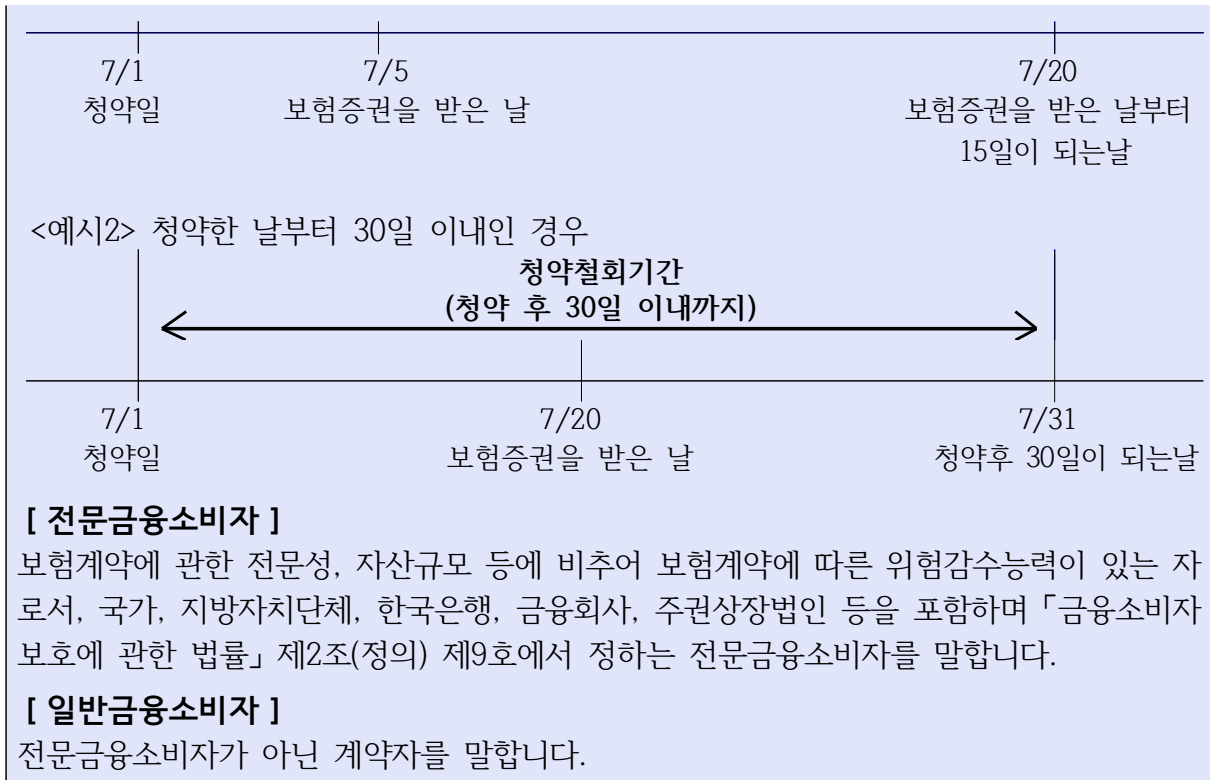 7/1 7/5 7/20
청약일 보험증권을 받은 날 보험증권을 받은 날부터
15일이 되는날
<예시2> 청약한 날부터 30일 이내인 경우
청약철회기간
(청약 후 30일 이내까지)
7/1 7/20 7/31
청약일 보험증권을 받은 날 청약후 30일이 되는날
[ 전문금융소비자 ]
보험계약에 관한 전문성, 자산규모 등에 비추어 보험계약에 따른 위험감수능력이 있는 자
로서, 국가, 지방자치단체, 한국은행, 금융회사, 주권상장법인 등을 포함하며 「금융소비자
보호에 관한 법률」 제2조(정의) 제9호에서 정하는 전문금융소비자를 말합니다.
[ 일반금융소비자 ]
전문금융소비자가 아닌 계약자를 말합니다.